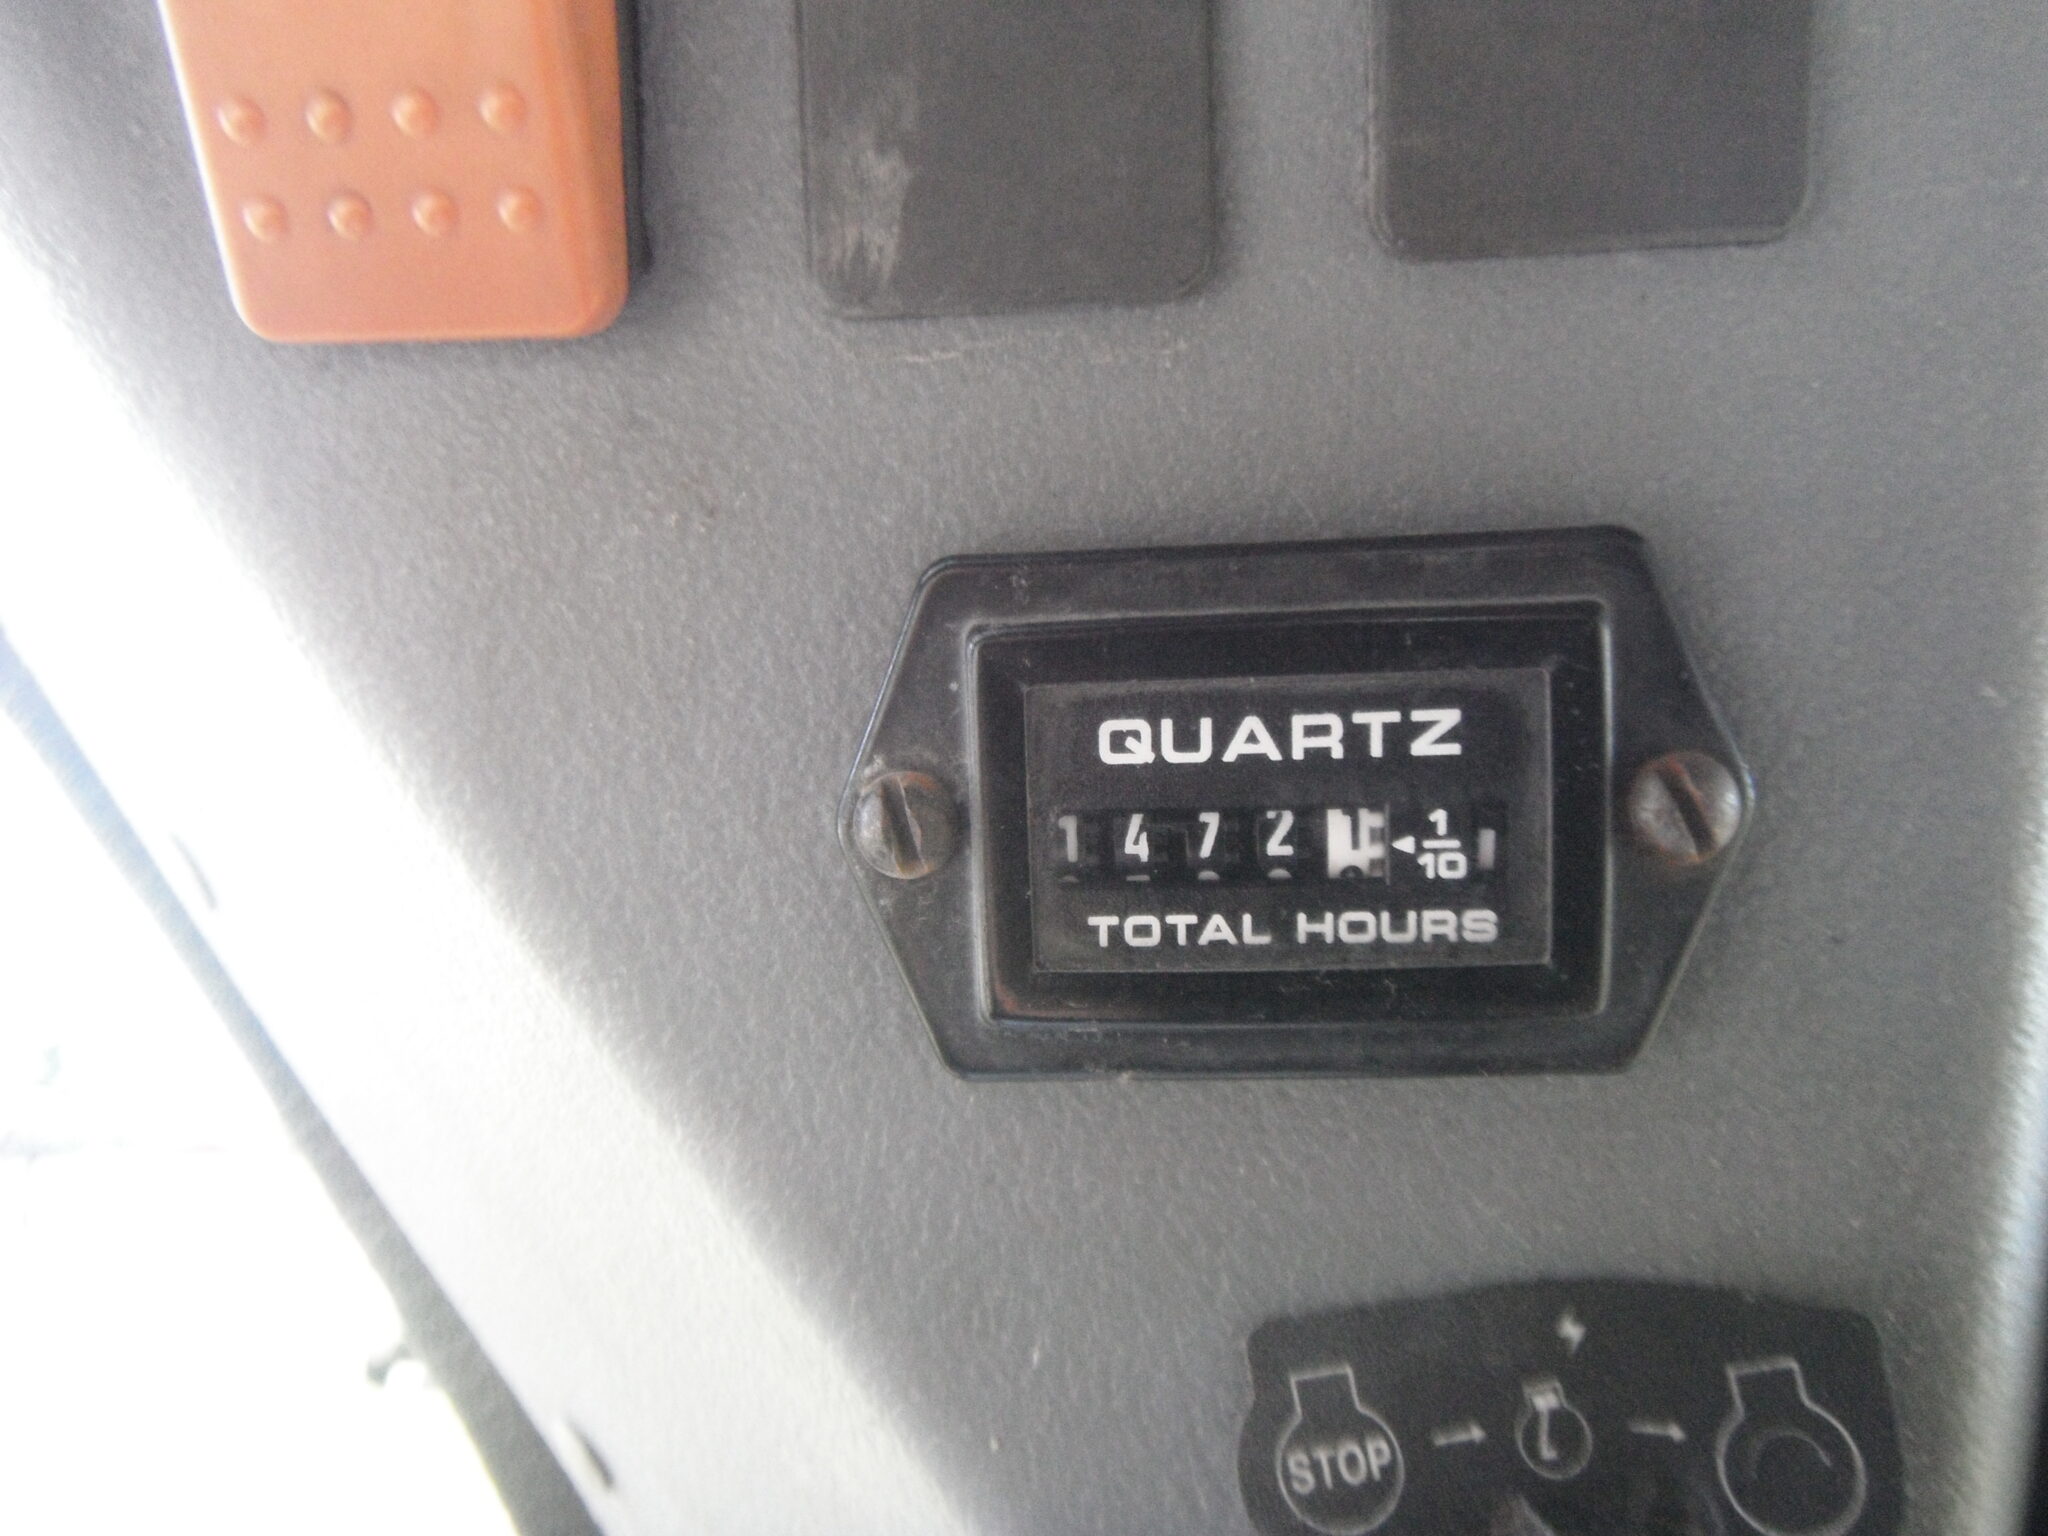 QUARTZ
1 4 7 2 1 ◄ 1/10
TOTAL HOURS
STOP